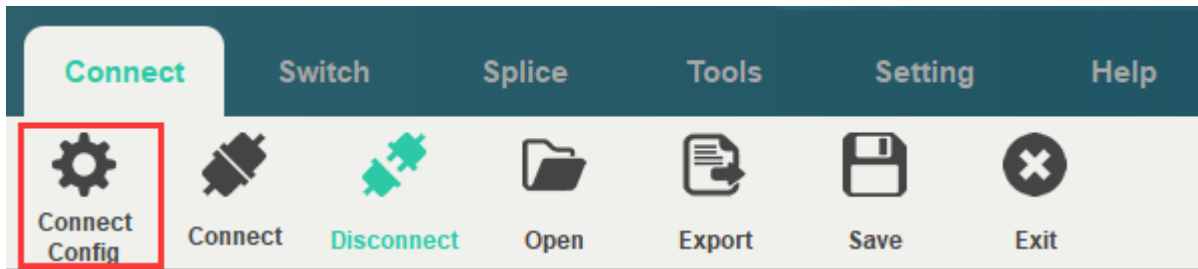 Connect Switch Splice Tools Setting Help
Connect
Config
Connect Disconnect Open Export Save Exit